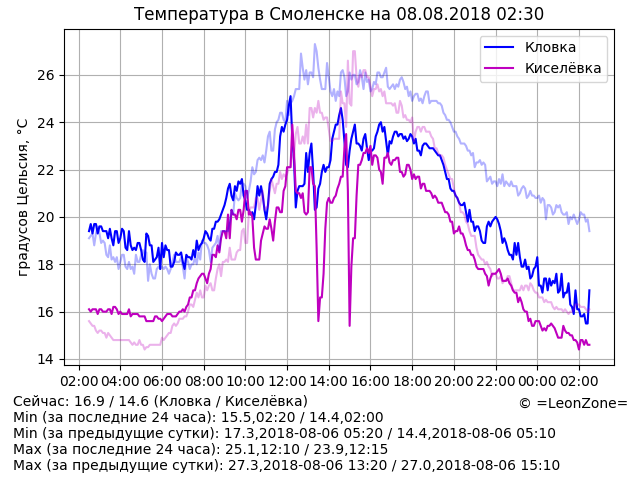 Температура в Смоленске на 08.08.2018 02:30
градусов Цельсия, °C
26
24
22
20
18
16
14
Кловка
Киселёвка
02:00 04:00 06:00 08:00 10:00 12:00 14:00 16:00 18:00 20:00 22:00 00:00 02:00
Сейчас: 16.9 / 14.6 (Кловка / Киселёвка)
© =LeonZone=
Min (за последние 24 часа): 15.5,02:20 / 14.4,02:00
Min (за предыдущие сутки): 17.3,2018-08-06 05:20 / 14.4,2018-08-06 05:10
Max (за последние 24 часа): 25.1,12:10 / 23.9,12:15
Max (за предыдущие сутки): 27.3,2018-08-06 13:20 / 27.0,2018-08-06 15:10